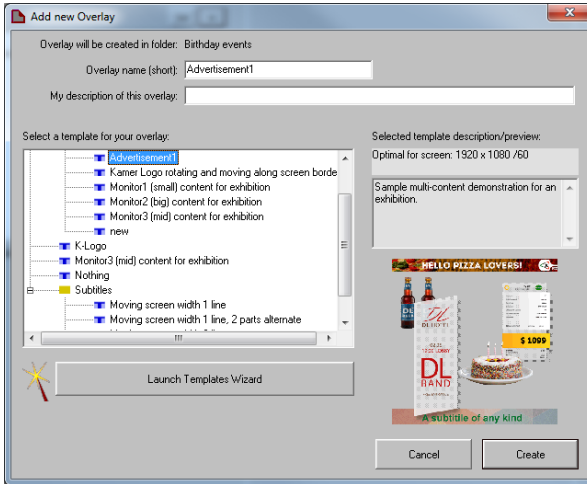 Add new Overlay
Overlay will be created in folder: Birthday events
Overlay name (short): Advertisement1
My description of this overlay:
Select a template for your overlay:
Advertisement1
Kamer Logo rotating and moving along screen borde
Monitor1 (small) content for exhibition
Monitor2 (big) content for exhibition
Monitor3 (mid) content for exhibition
new
K-Logo
Monitor3 (mid) content for exhibition
Nothing
Subtitles
Moving screen width 1 line
Moving screen width 1 line, 2 parts alternate
Launch Templates Wizard
Selected template description/preview:
Optimal for screen: 1920 x 1080 /60
Sample multi-content demonstration for an
exhibition.
HELLO PIZZA LOVERS!
DL
$ 1099
DL
BAND
A subtitile of any kind
Cancel
Create